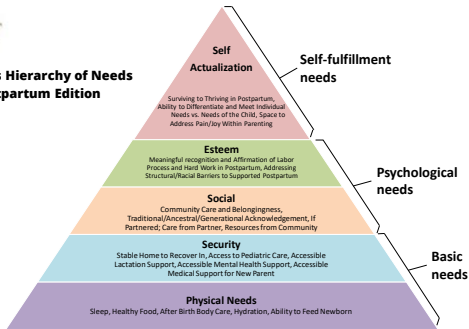 s Hierarchy of Needs
tpartum Edition
Self
Actualization
Surviving to Thriving in Postpartum,
Ability to Differentiate and Meet Individual
Needs vs. Needs of the Child, Space to
Address Pain/Joy Within Parenting
Self-fulfillment
needs
Esteem
Meaningful recognition and Affirmation of Labor
Process and Hard Work in Postpartum, Addressing
Structural/Racial Barriers to Supported Postpartum
Psychological
needs
Social
Community Care and Belongingness,
Traditional/Ancestral/Generational Acknowledgement, If
Partnered; Care from Partner, Resources from Community
Security
Stable Home to Recover In, Access to Pediatric Care, Accessible
Lactation Support, Accessible Mental Health Support, Accessible
Medical Support for New Parent
Basic
needs
Physical Needs
Sleep, Healthy Food, After Birth Body Care, Hydration, Ability to Feed Newborn